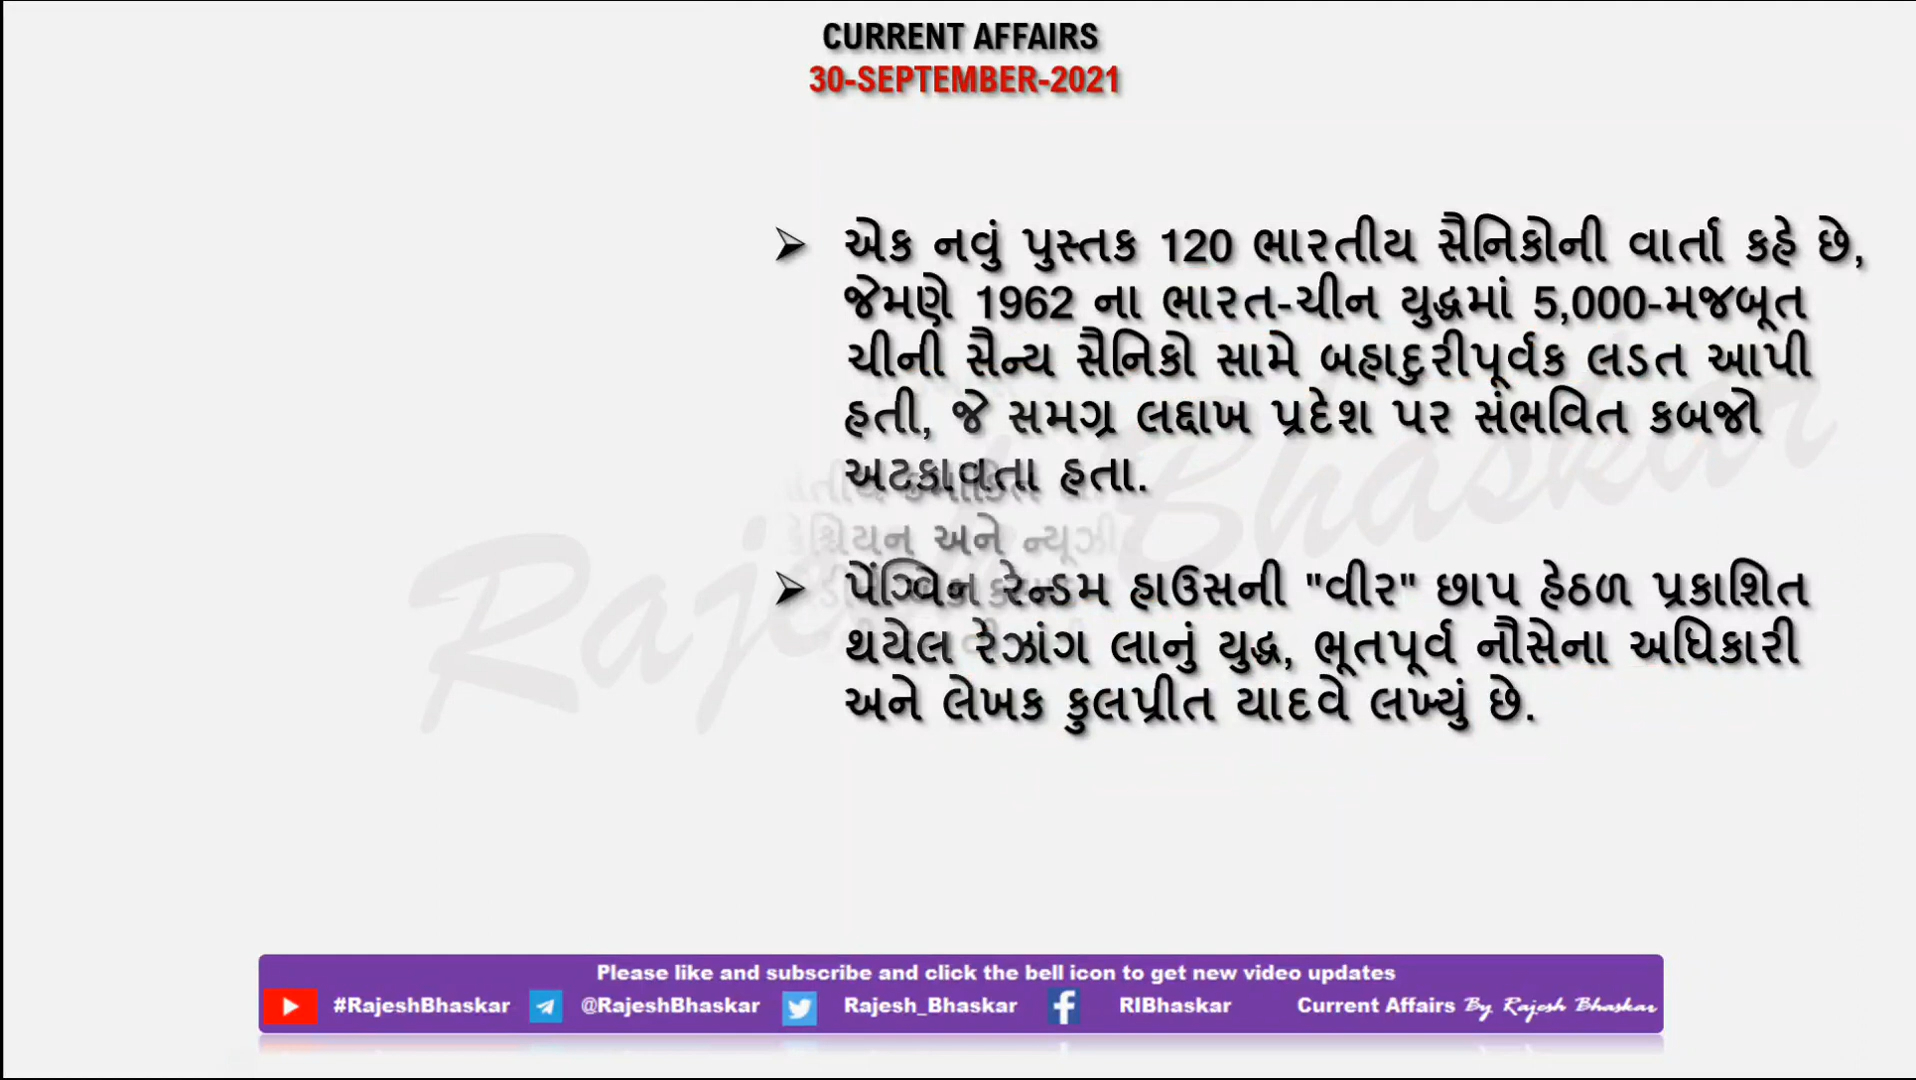 CURRENT AFFAIRS
30-SEPTEMBER-2021
➢ એક નવું પુસ્તક 120 ભારતીય સૈનિકોની વાર્તા કહે છે,
જેમણે 1962 ના ભારત-ચીન યુદ્ધમાં 5,000-મજબૂત
ચીની સૈન્ય સૈનિકો સામે બહાદુરીપૂર્વક લડત આપી
હતી, જે સમગ્ર લદ્દાખ પ્રદેશ પર સંભવિત કબજો
અટકાવતા હતા.
અને
➢ પેંગ્વિન રેન્ડમ હાઉસની "વીર" છાપ હેઠળ પ્રકાશિત
થયેલ રેઝાંગ લાનું યુદ્ધ, ભૂતપૂર્વ નૌસેના અધિકારી
અને લેખક કુલપ્રીત યાદવે લખ્યું છે.
Please like and subscribe and click the bell icon to get new video updates
#RajeshBhaskar @RajeshBhaskar Rajesh_Bhaskar RIBhaskar Current Affairs By Rajesh Bhaskar